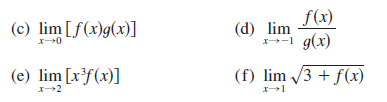 (c) lim x→0 [f(x)g(x)]
(d) lim x→-1 f(x)/g(x)
(e) lim x→2 [x³f(x)]
(f) lim x→1 √(3 + f(x))